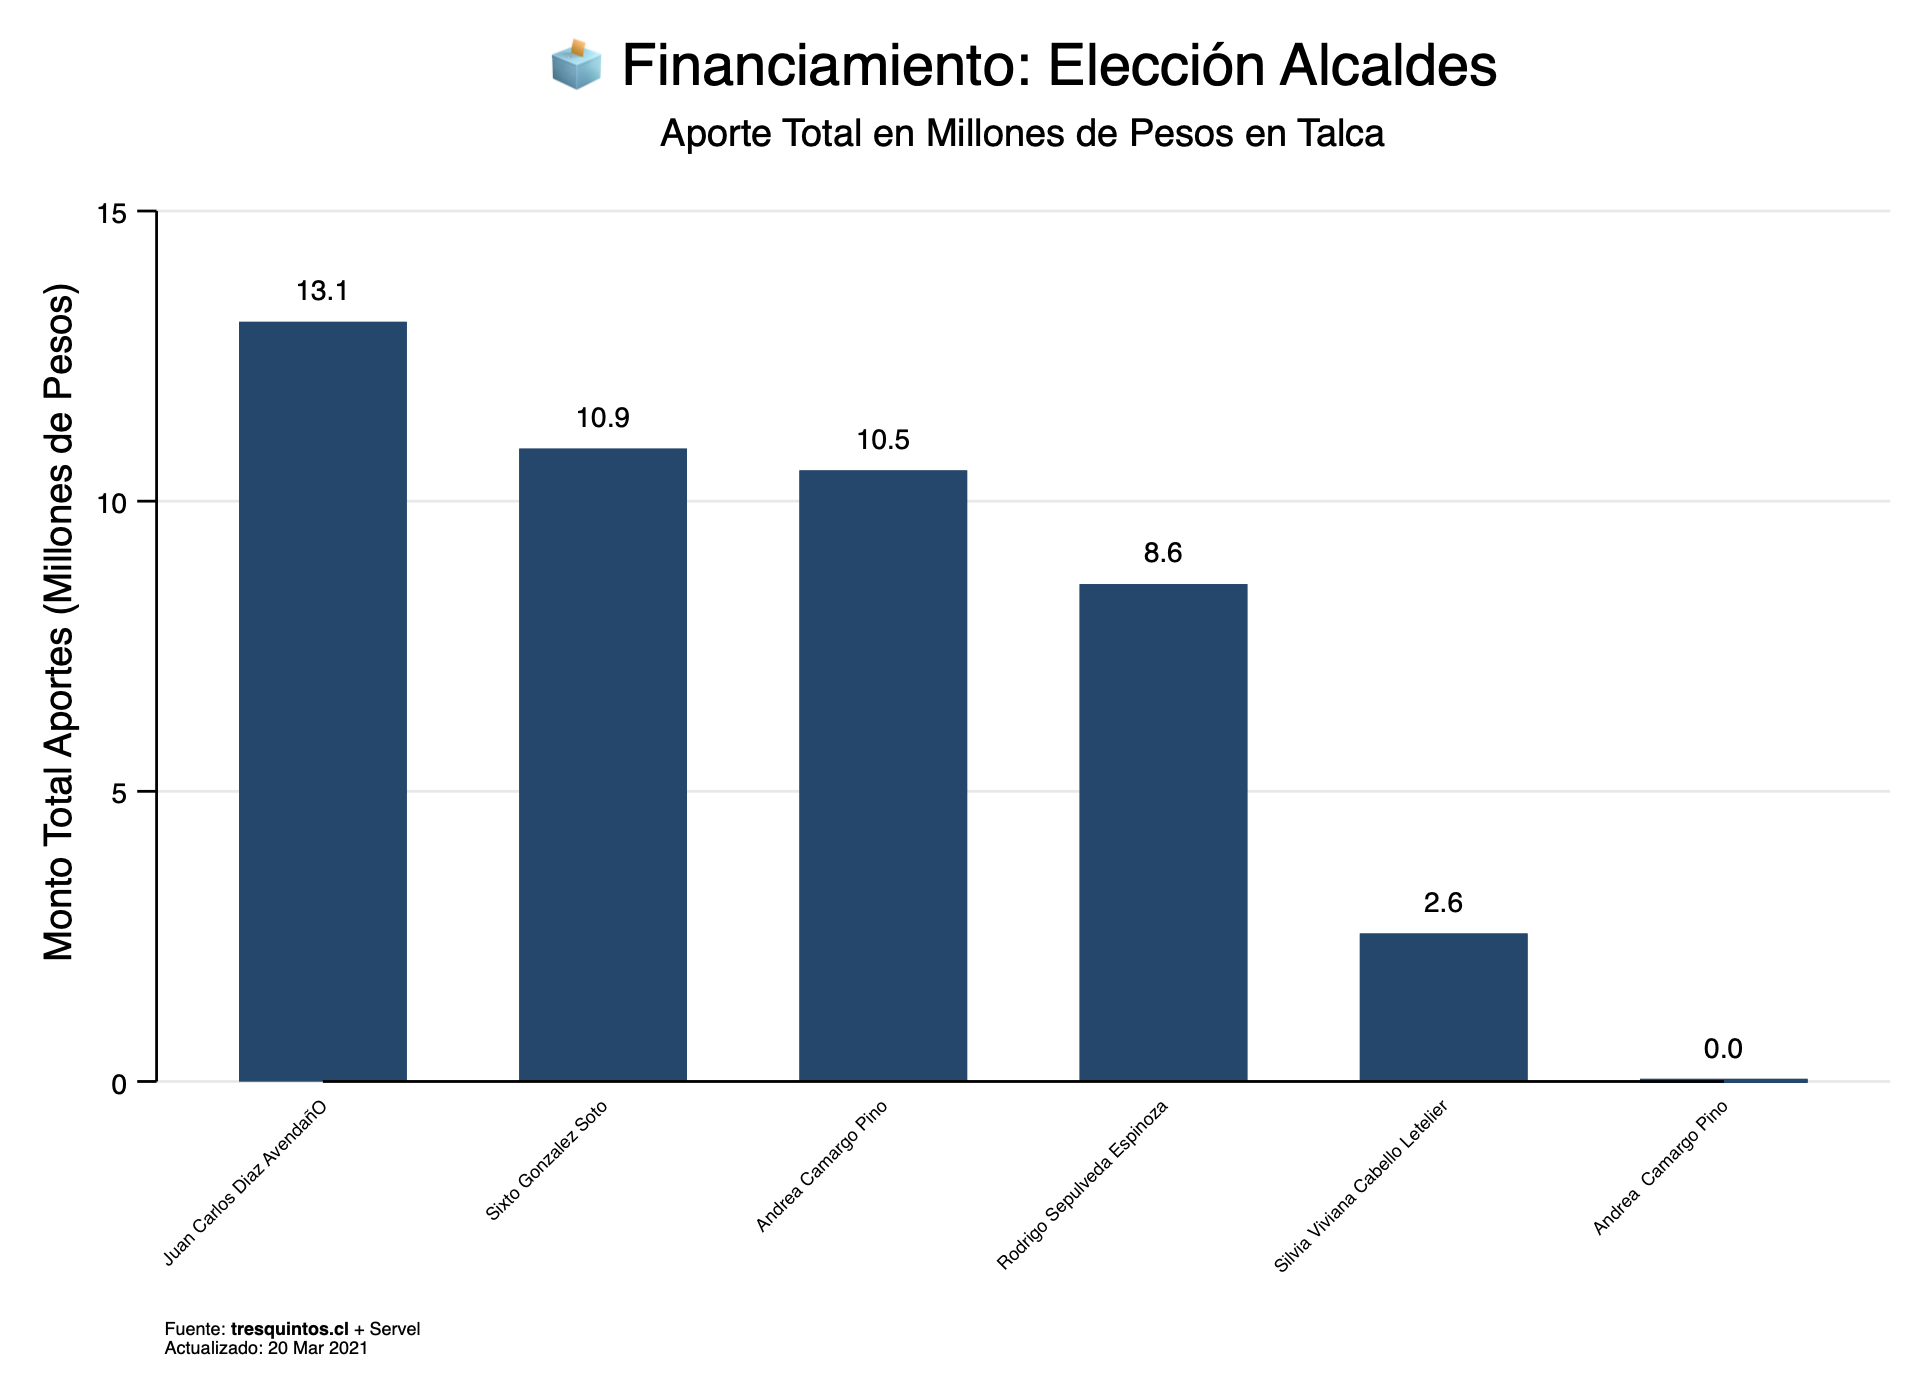 Financiamiento: Elección Alcaldes
Aporte Total en Millones de Pesos en Talca
Monto Total Aportes (Millones de Pesos)
15
10
5
0
13.1
10.9
10.5
8.6
2.6
0.0
Juan Carlos Diaz AvendañO
Sixto Gonzalez Soto
Andrea Camargo Pino
Rodrigo Sepulveda Espinoza
Silvia Viviana Cabello Letelier
Andrea  Camargo Pino
Fuente: tresquintos.cl + Servel
Actualizado: 20 Mar 2021